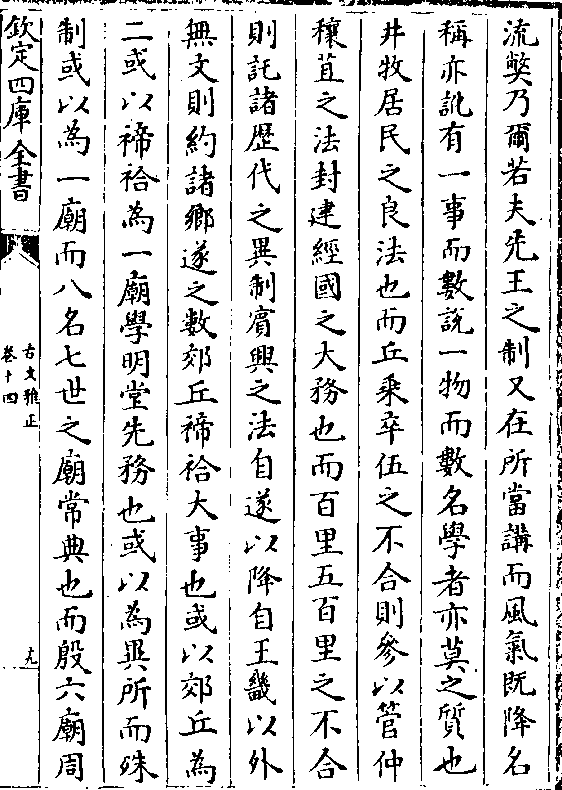 流弊乃爾若夫先王之制又在所當講而風氣既降名
稱亦訛有一事而數說一物而數名學者亦莫之質也
井牧居民之良法也而丘乗卒伍之不合則參以管仲
穰苴之法封建經國之大務也而百里五百里之不合
則託諸歴代之異制賔興之法自遂以降自王畿以外
無文則約諸鄉遂之數郊丘禘祫大事也或以郊丘為
二或以禘祫為一廟學明堂先務也或以為異所而殊
制或以為一廟而八名七世之廟常典也而殷六廟周
欽定四庫全書
古文雅正
卷十四
十九